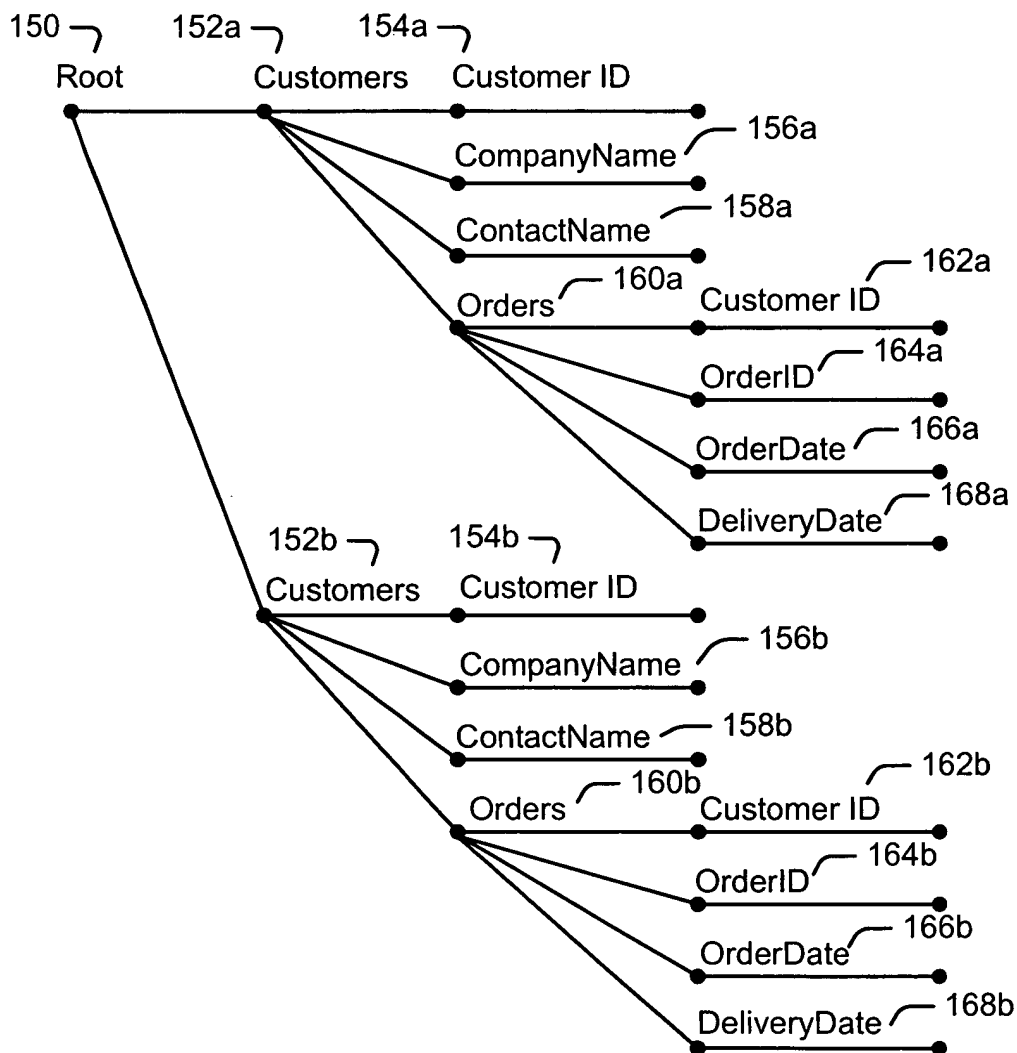 150 152a 154a
Root Customers Customer ID
156a
CompanyName
158a
ContactName
160a 162a
Orders Customer ID
164a
OrderID
166a
OrderDate
168a
DeliveryDate
152b 154b
Customers Customer ID
156b
CompanyName
158b
ContactName
160b 162b
Orders Customer ID
164b
OrderID
166b
OrderDate
168b
DeliveryDate